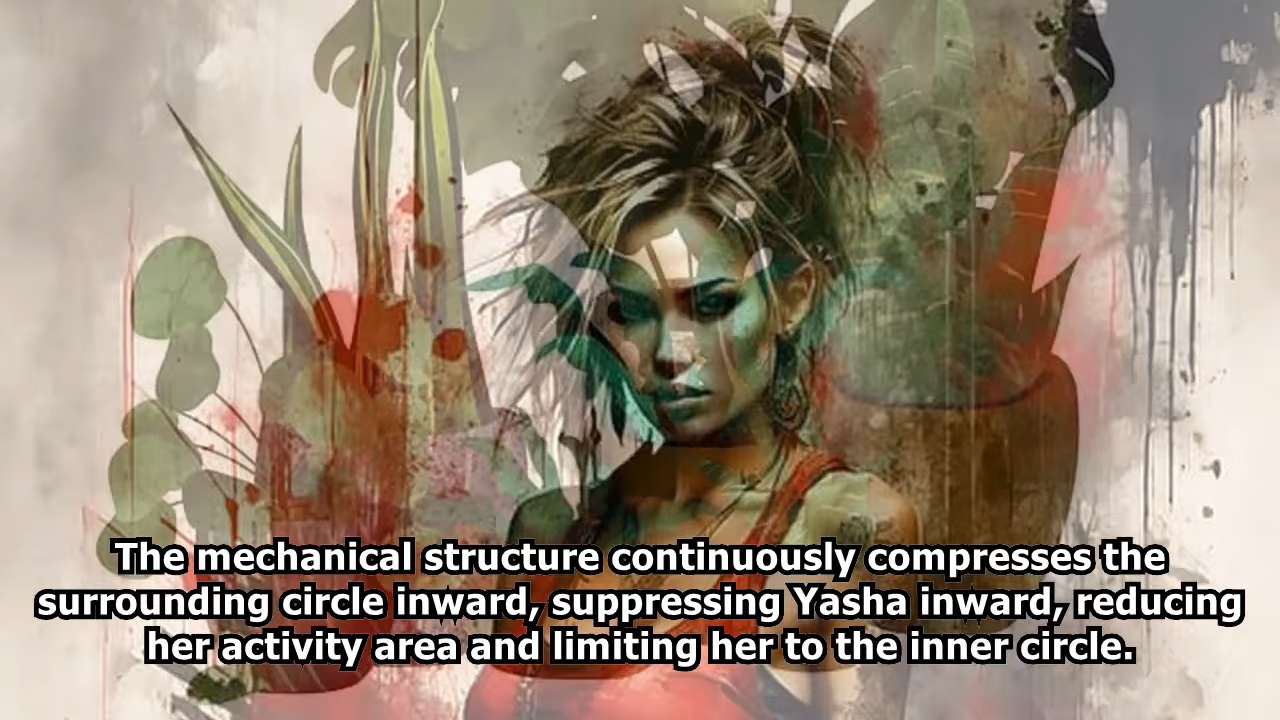 The mechanical structure continuously compresses the
surrounding circle inward, suppressing Yasha inward, reducing
her activity area and limiting her to the inner circle.